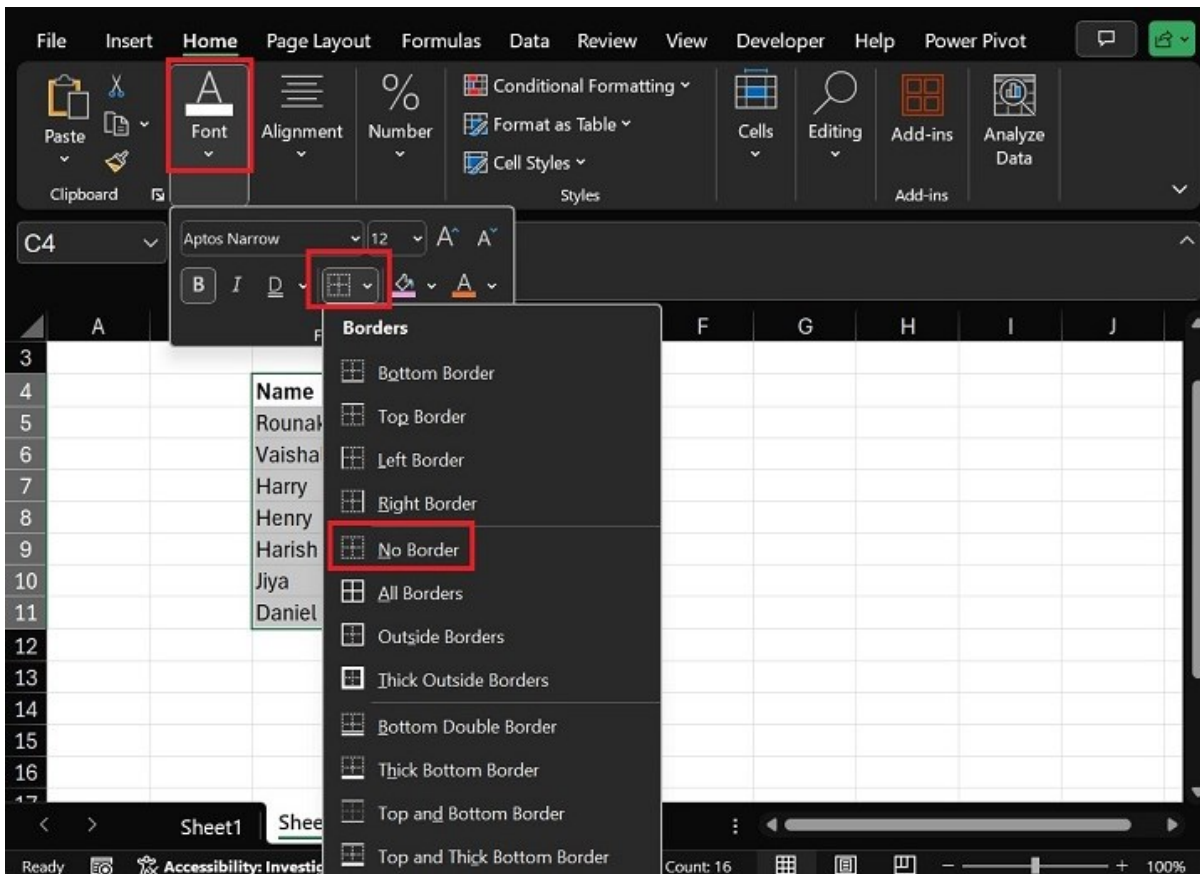 File Insert Home Page Layout Formulas Data Review View Developer Help Power Pivot
Paste
Font
Alignment
Number
Conditional Formatting
Format as Table
Cell Styles
Cells
Editing
Add-ins
Analyze
Data
Clipboard
Styles
Add-ins
C4
Aptos Narrow 12
B I D A
A F G H I J
Borders
Bottom Border
Top Border
Left Border
Right Border
No Border
All Borders
Outside Borders
Thick Outside Borders
Bottom Double Border
Thick Bottom Border
Top and Bottom Border
Top and Thick Bottom Border
3
4 Name
5
6
7 Harry
8 Henry
9 Harish
10 Jiya
11 Daniel
12
13
14
15
16
Sheet1
Ready Accessibility: Count: 16 100%